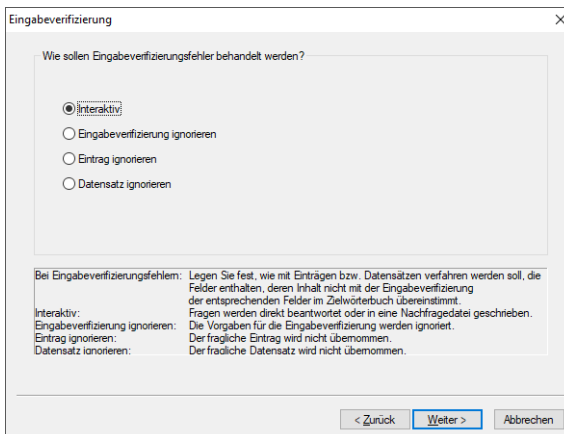 Eingabeverifizierung
Wie sollen Eingabeverifizierungsfehler behandelt werden?
Interaktiv
Eingabeverifizierung ignorieren
Eintrag ignorieren
Datensatz ignorieren
Bei Eingabeverifizierungsfehlern: Legen Sie fest, wie mit Einträgen bzw. Datensätzen verfahren werden soll, die
Felder enthalten, deren Inhalt nicht mit der Eingabeverifizierung
der entsprechenden Felder im Zielwörterbuch übereinstimmt.
Interaktiv: Fragen werden direkt beantwortet oder in eine Nachfragedatei geschrieben.
Eingabeverifizierung ignorieren: Die Vorgaben für die Eingabeverifizierung werden ignoriert.
Eintrag ignorieren: Der fragliche Eintrag wird nicht übernommen.
Datensatz ignorieren: Der fragliche Datensatz wird nicht übernommen.
< Zurück Weiter > Abbrechen